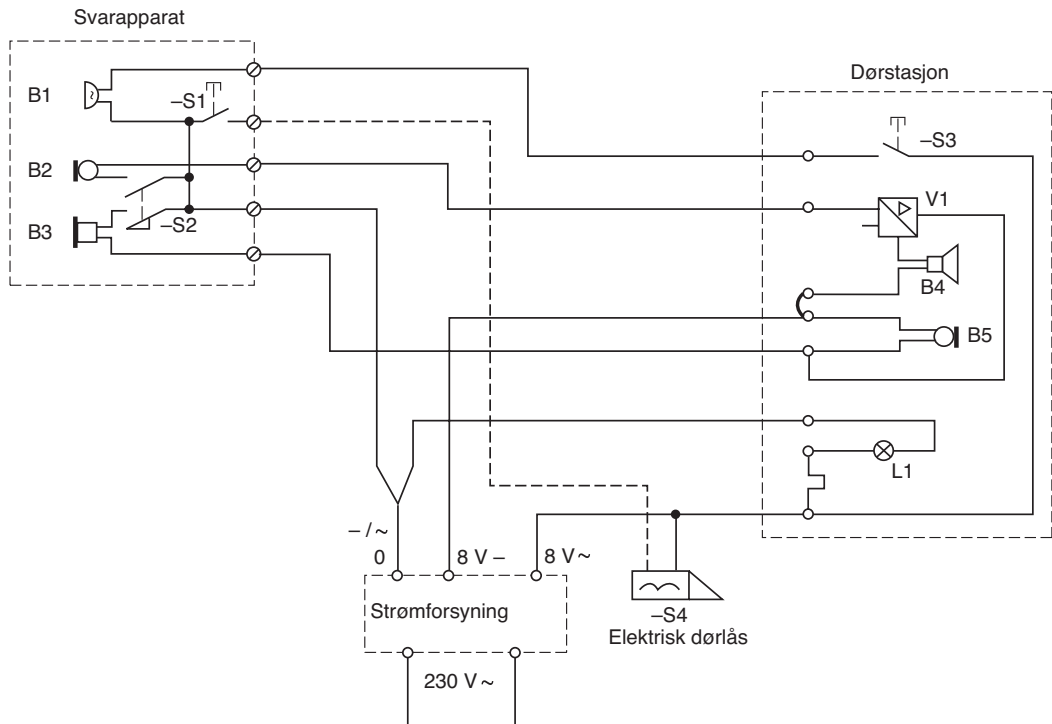 Svarapparat
Dørstasjon
B1
–S1
–S3
B2
V1
–S2
B3
B4
B5
L1
– / ~
0
8 V –
8 V ~
Strømforsyning
–S4
Elektrisk dørlås
230 V ~